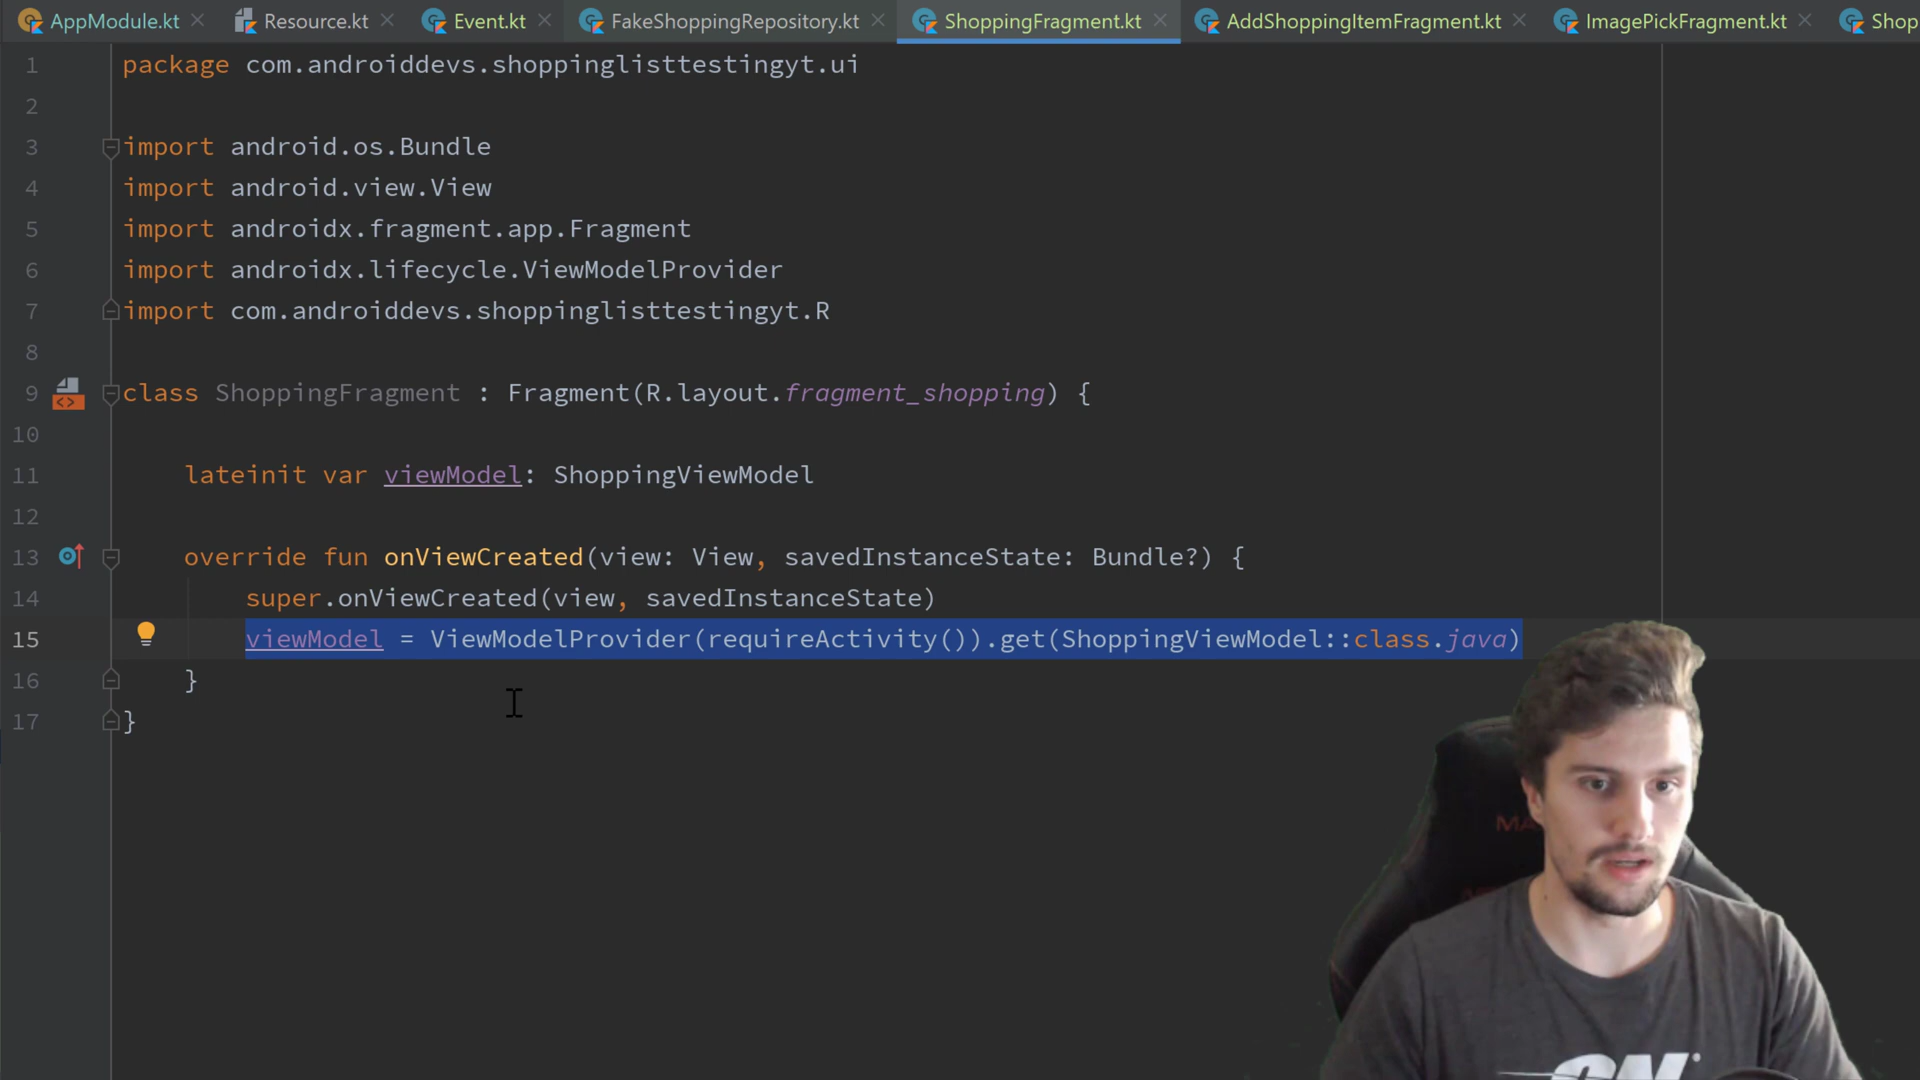 AppModule.kt Resource.kt Event.kt FakeShoppingRepository.kt ShoppingFragment.kt AddShoppingItemFragment.kt ImagePickFragment.kt Shop
1 package com.androiddevs.shoppinglisttestingyt.ui
2
3 import android.os.Bundle
4 import android.view.View
5 import androidx.fragment.app.Fragment
6 import androidx.lifecycle.ViewModelProvider
7 import com.androiddevs.shoppinglisttestingyt.R
8
9 class ShoppingFragment : Fragment(R.layout.fragment_shopping) {
10
11 lateinit var viewModel: ShoppingViewModel
12
13 override fun onViewCreated(view: View, savedInstanceState: Bundle?) {
14 super.onViewCreated(view, savedInstanceState)
15 viewModel = ViewModelProvider(requireActivity()).get(ShoppingViewModel::class.java)
16 }
17 }